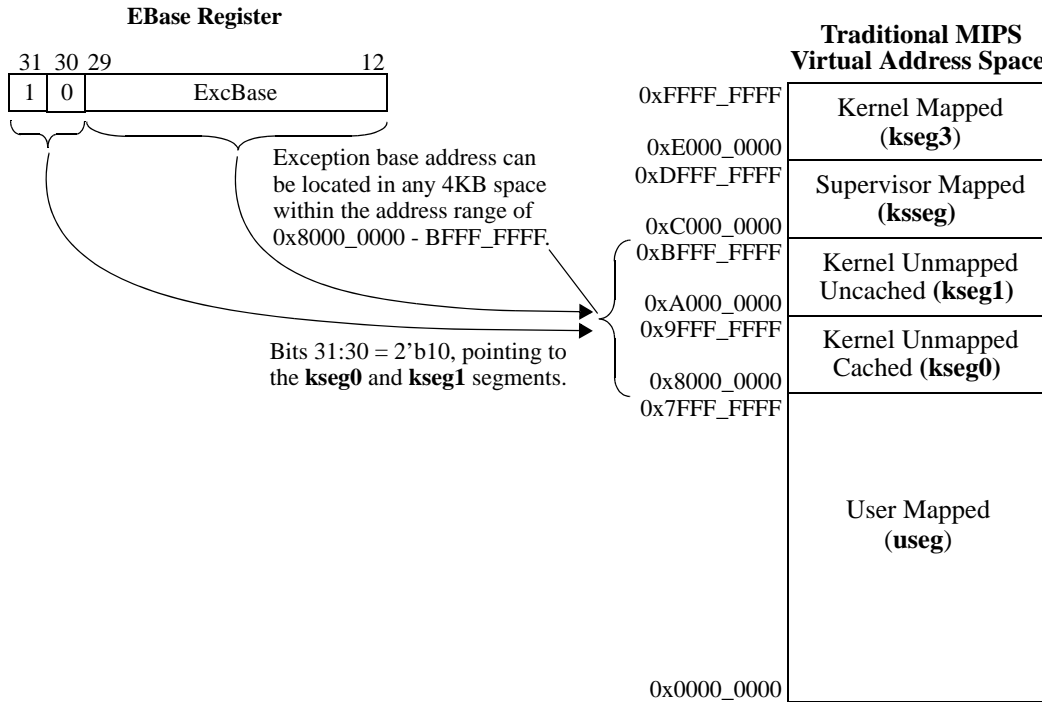 EBase Register
31 30 29 12
1 0 ExcBase
Exception base address can
be located in any 4KB space
within the address range of
0x8000_0000 - BFFF_FFFF.
Bits 31:30 = 2’b10, pointing to
the kseg0 and kseg1 segments.
Traditional MIPS
Virtual Address Space
0xFFFF_FFFF
Kernel Mapped
(kseg3)
0xE000_0000
0xDFFF_FFFF
Supervisor Mapped
(ksseg)
0xC000_0000
0xBFFF_FFFF
Kernel Unmapped
Uncached (kseg1)
0xA000_0000
0x9FFF_FFFF
Kernel Unmapped
Cached (kseg0)
0x8000_0000
0x7FFF_FFFF
User Mapped
(useg)
0x0000_0000